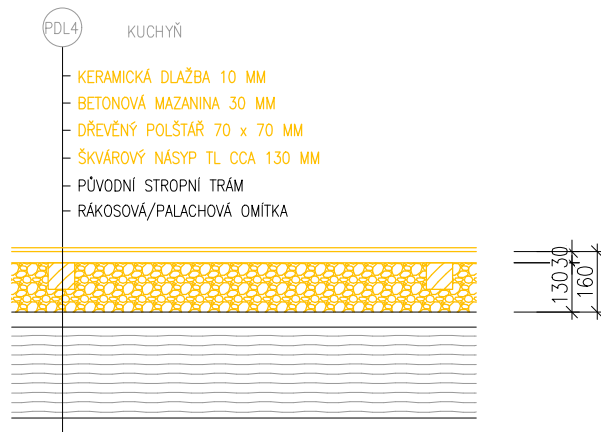 PDL4
KUCHYŇ
KERAMICKÁ DLAŽBA 10 MM
BETONOVÁ MAZANINA 30 MM
DŘEVĚNÝ POLŠTÁŘ 70 x 70 MM
ŠKVÁROVÝ NÁSYP TL CCA 130 MM
PŮVODNÍ STROPNÍ TRÁM
RÁKOSOVÁ/PALACHOVÁ OMÍTKA
30
130
160